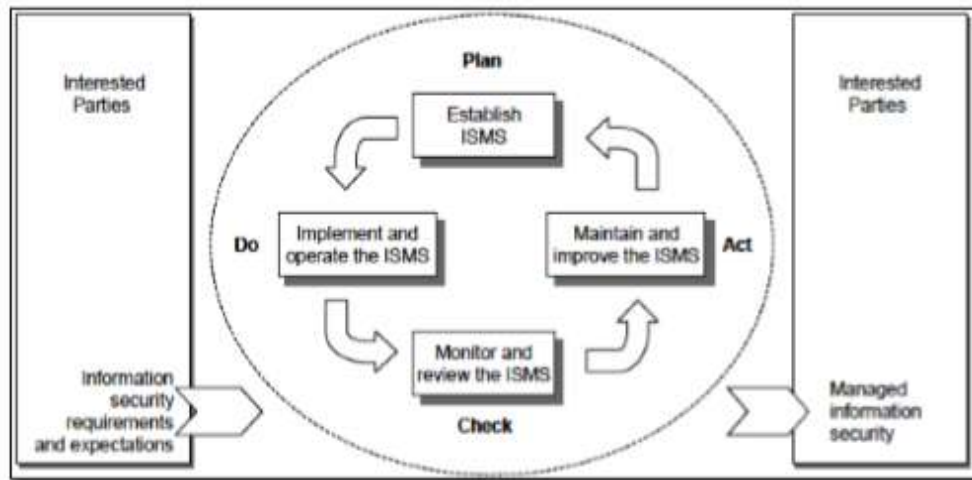 Interested
Parties
Information
security
requirements
and expectations
Plan
Establish
ISMS
Do
Implement and
operate the ISMS
Maintain and
improve the ISMS
Act
Monitor and
review the ISMS
Check
Interested
Parties
Managed
information
security